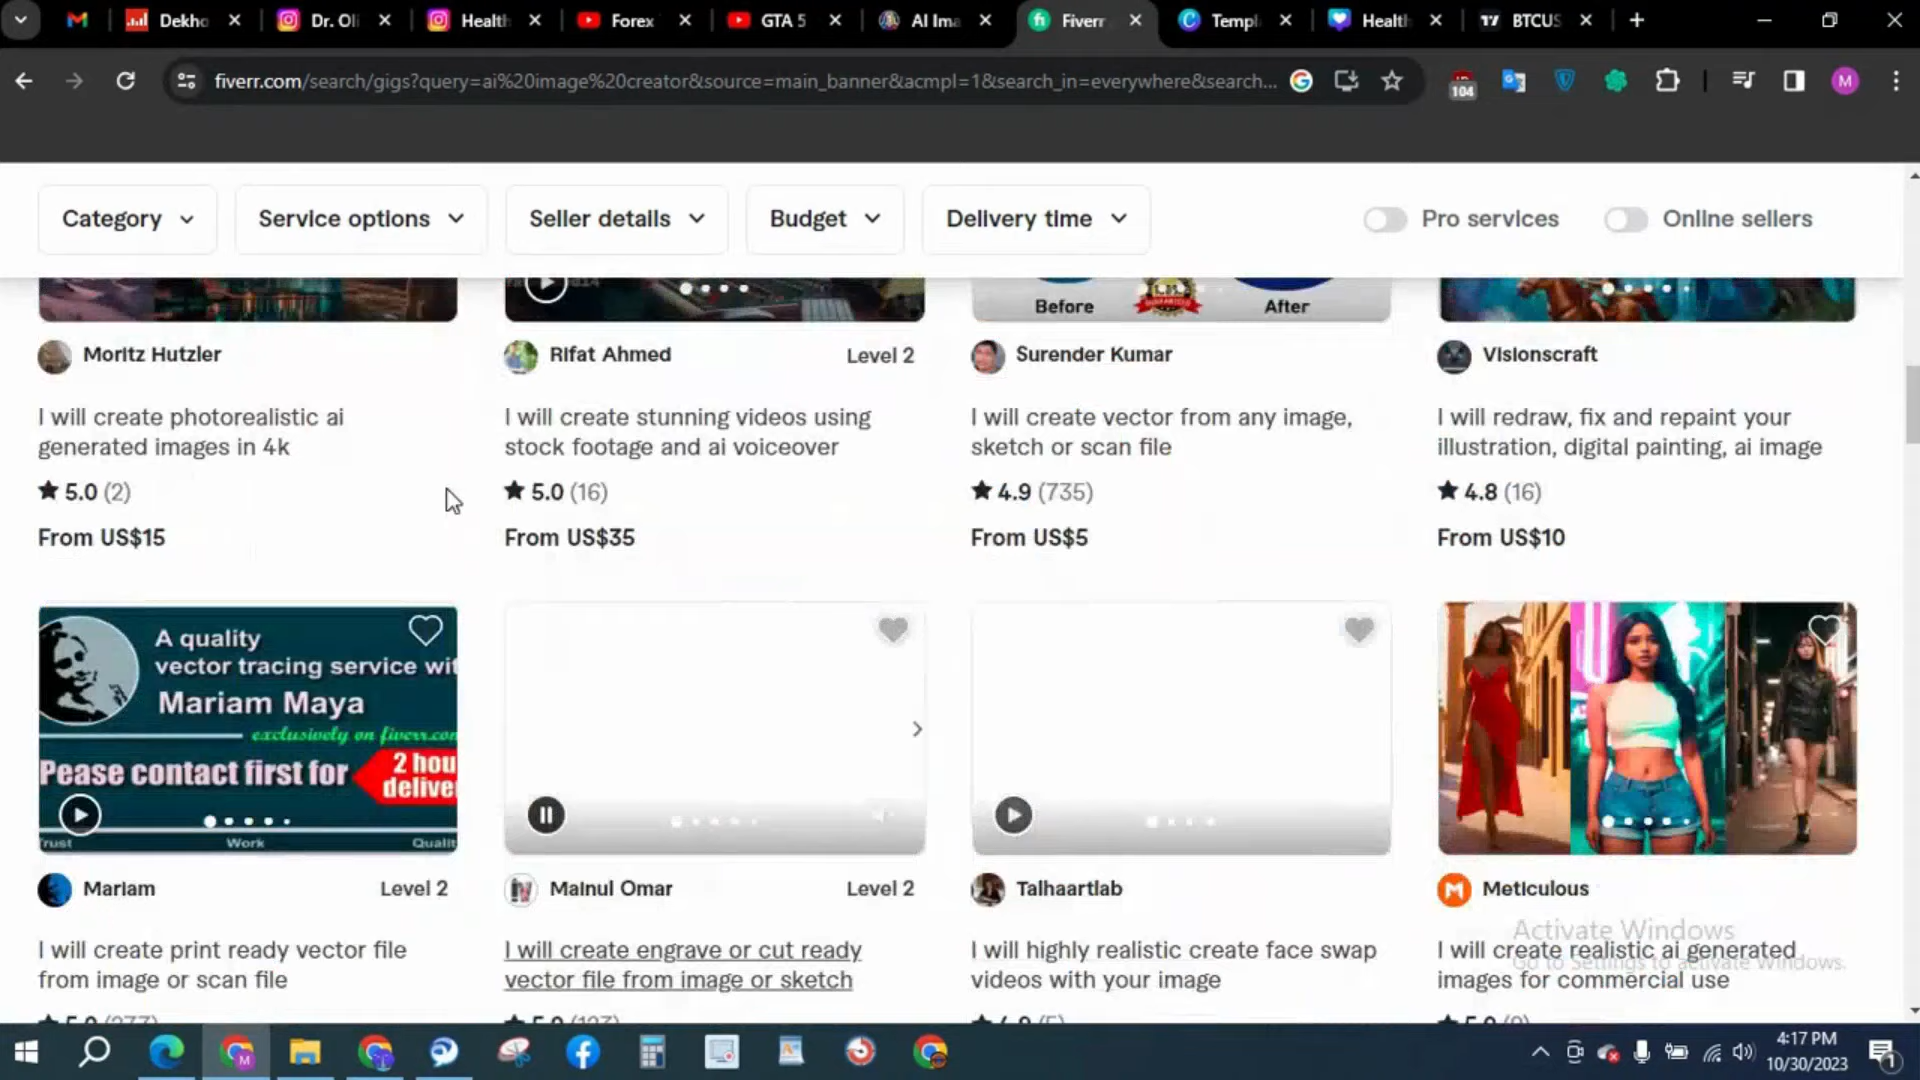 Dekho
Dr. Oli
Health
Forex
GTA 5
AI Ima
Fiverr
Templ
Health
BTCUS
fiverr.com/search/gigs?query=ai%20image%20creator&source=main_banner&acmpl=1&search_in=everywhere&search...
104
M
Category
Service options
Seller details
Budget
Delivery time
Pro services
Online sellers
Before
After
Moritz Hutzler
Rifat Ahmed
Level 2
Surender Kumar
Visionscraft
I will create photorealistic ai
generated images in 4k
I will create stunning videos using
stock footage and ai voiceover
I will create vector from any image,
sketch or scan file
I will redraw, fix and repaint your
illustration, digital painting, ai image
5.0 (2)
5.0 (16)
4.9 (735)
4.8 (16)
From US$15
From US$35
From US$5
From US$10
A quality
vector tracing service wit
Mariam Maya
exclusively on fiverr.com
Pease contact first for
2 hou
delive
Trust
Work
Qualit
Mariam
Level 2
Mainul Omar
Level 2
Talhaartlab
M
Meticulous
I will create print ready vector file
from image or scan file
I will create engrave or cut ready
vector file from image or sketch
I will highly realistic create face swap
videos with your image
I will create realistic ai generated
images for commercial use
Activate Windows
Go to Settings to activate Windows.
4:17 PM
10/30/2023
1